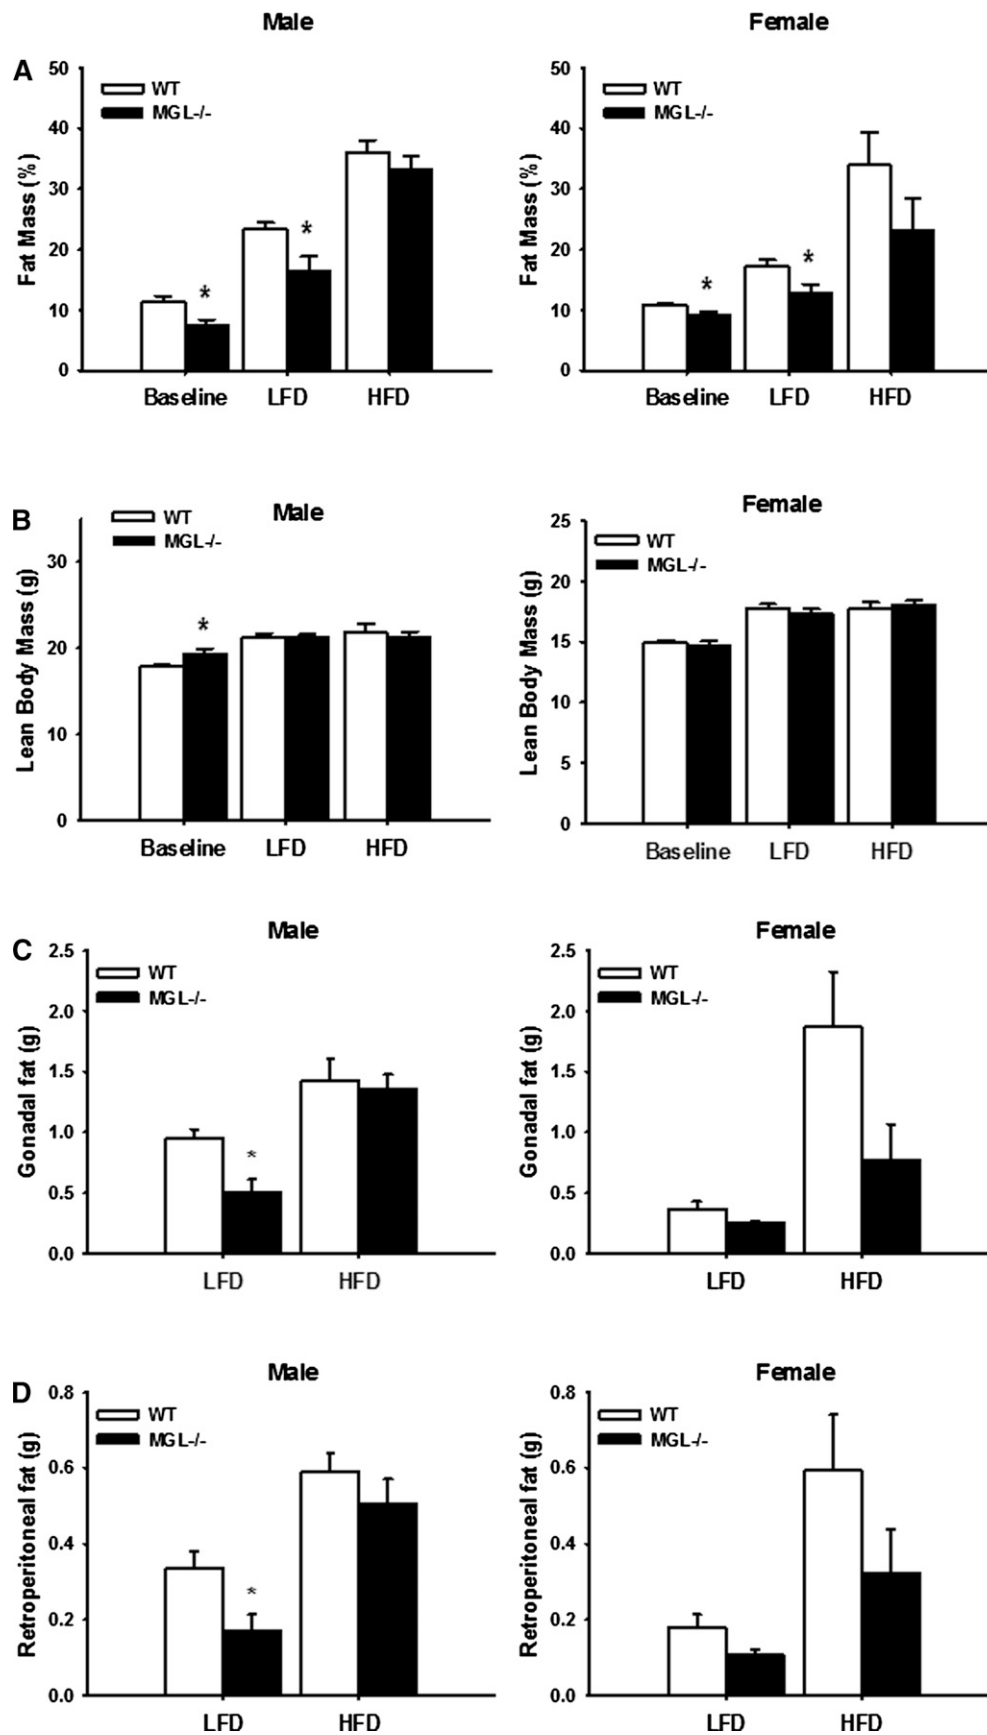 Male
Female
A
50
40
30
20
10
0
Fat Mass (%)
WT
MGL-/-
*
*
Baseline
LFD
HFD
50
40
30
20
10
0
Fat Mass (%)
WT
MGL-/-
*
*
Baseline
LFD
HFD
B
Male
30
20
10
0
Lean Body Mass (g)
WT
MGL-/-
*
Baseline
LFD
HFD
Female
25
20
15
10
5
0
Lean Body Mass (g)
WT
MGL-/-
Baseline
LFD
HFD
C
Male
2.5
2.0
1.5
1.0
0.5
0.0
Gonadal fat (g)
WT
MGL-/-
*
LFD
HFD
Female
2.5
2.0
1.5
1.0
0.5
0.0
Gonadal fat (g)
WT
MGL-/-
LFD
HFD
D
Male
0.8
0.6
0.4
0.2
0.0
Retroperitoneal fat (g)
WT
MGL-/-
*
LFD
HFD
Female
0.8
0.6
0.4
0.2
0.0
Retroperitoneal fat (g)
WT
MGL-/-
LFD
HFD